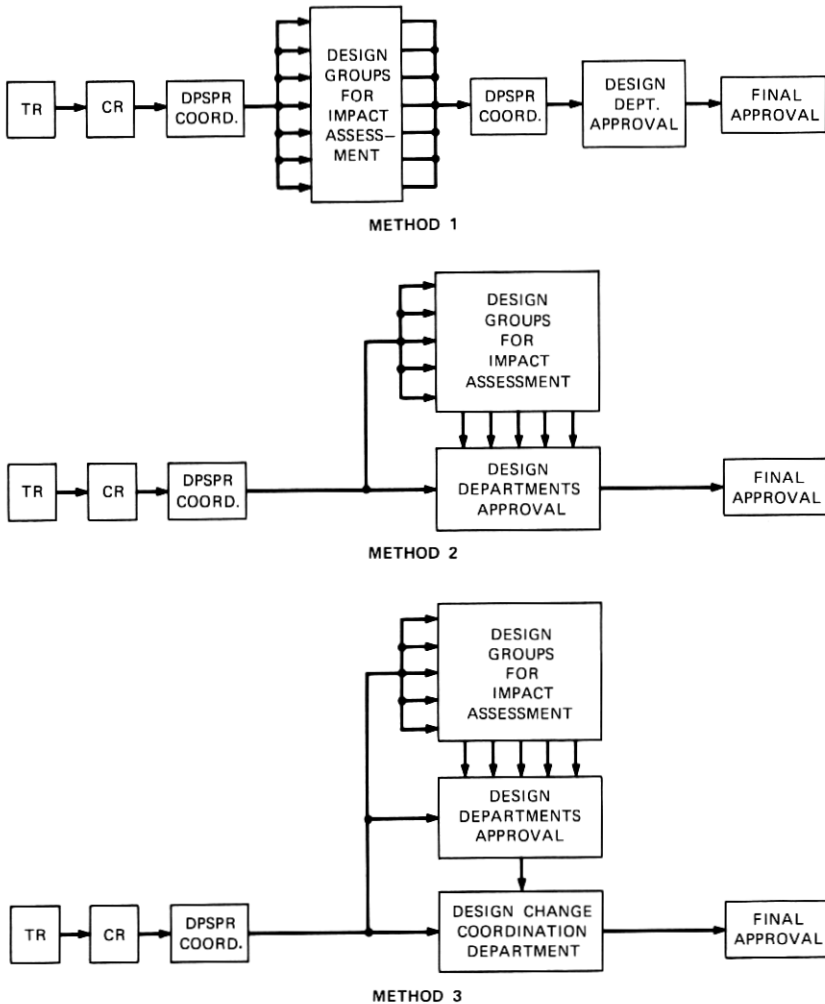 TR
CR
DPSPR
COORD.
DESIGN
GROUPS
FOR
IMPACT
ASSESS-
MENT
DPSPR
COORD.
DESIGN
DEPT.
APPROVAL
FINAL
APPROVAL
METHOD 1
DESIGN
GROUPS
FOR
IMPACT
ASSESSMENT
TR
CR
DPSPR
COORD.
DESIGN
DEPARTMENTS
APPROVAL
FINAL
APPROVAL
METHOD 2
DESIGN
GROUPS
FOR
IMPACT
ASSESSMENT
DESIGN
DEPARTMENTS
APPROVAL
TR
CR
DPSPR
COORD.
DESIGN CHANGE
COORDINATION
DEPARTMENT
FINAL
APPROVAL
METHOD 3